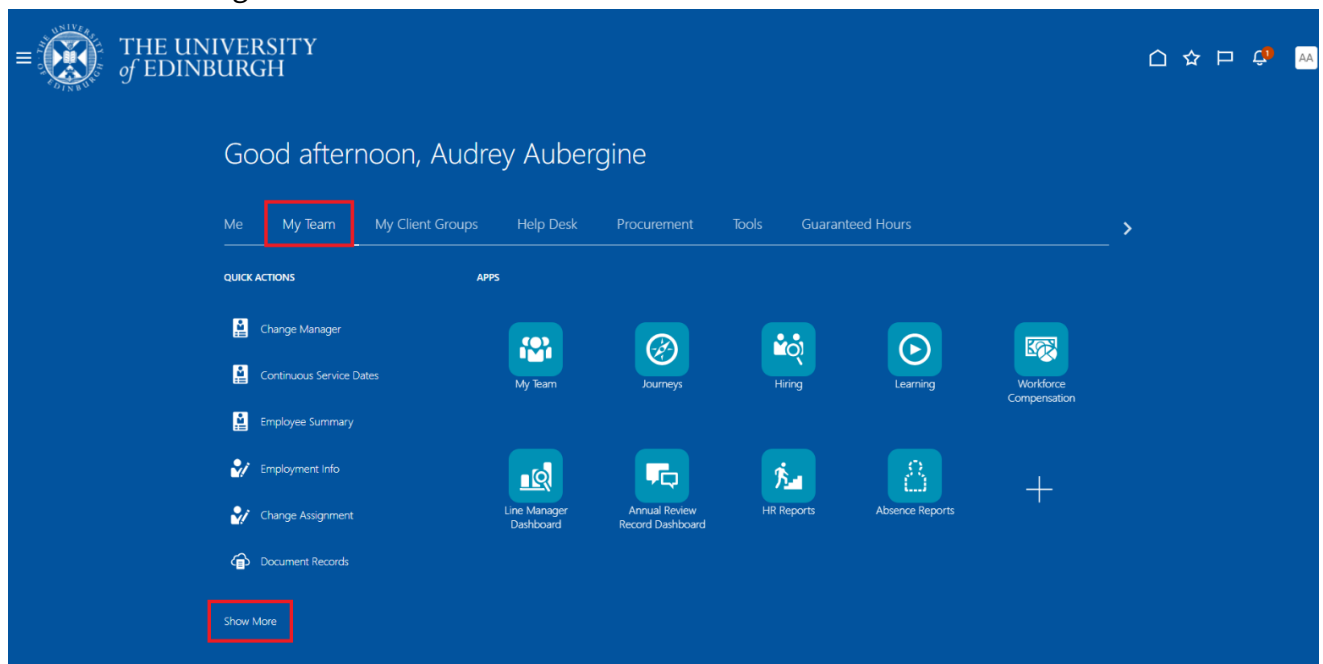 THE UNIVERSITY
of EDINBURGH
1
AA
Good afternoon, Audrey Aubergine
Me My Team My Client Groups Help Desk Procurement Tools Guaranteed Hours
QUICK ACTIONS
Change Manager
Continuous Service Dates
Employee Summary
Employment Info
Change Assignment
Document Records
Show More
APPS
My Team
Journeys
Hiring
Learning
Workforce
Compensation
Line Manager
Dashboard
Annual Review
Record Dashboard
HR Reports
Absence Reports